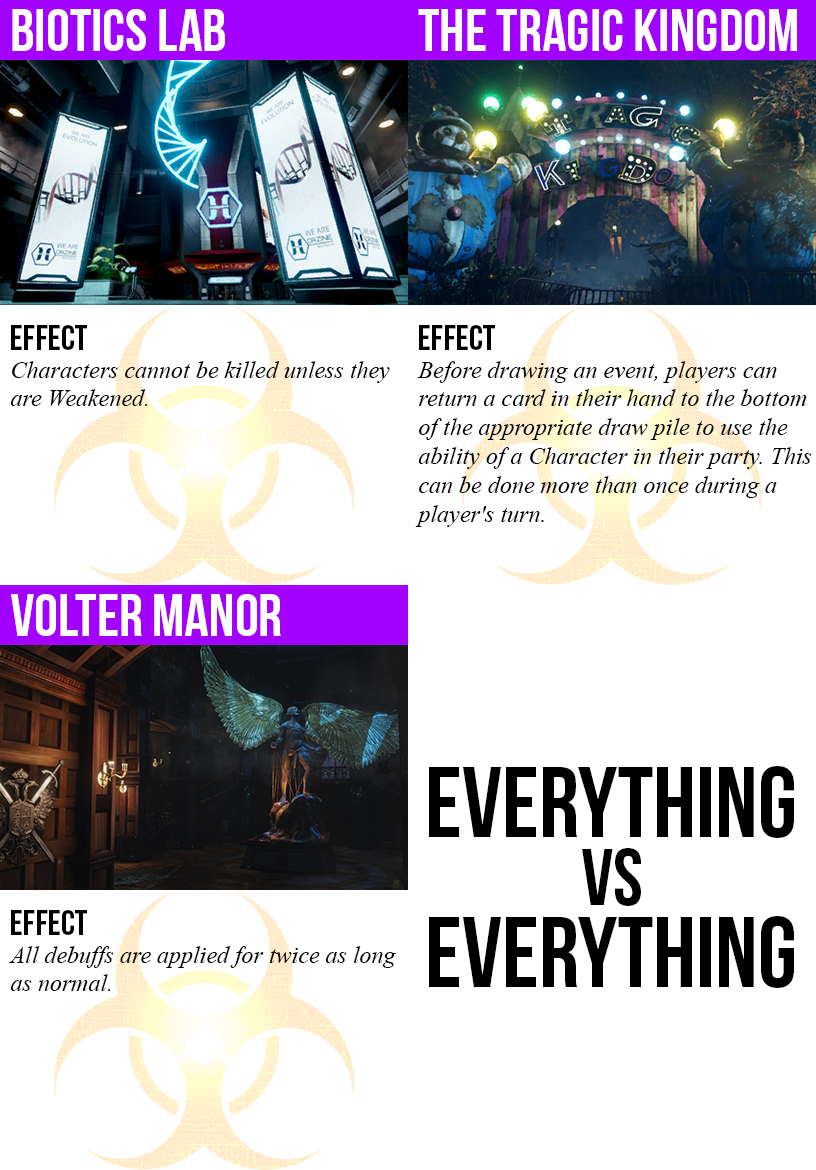 BIOTICS LAB
WE ARE
EVOLUTION
WE ARE
ORZINE
WE ARE
EVOLUTION
WE ARE
ORZINE
EFFECT
Characters cannot be killed unless they
are Weakened.
THE TRAGIC KINGDOM
TRAGIC
KINGDOM
EFFECT
Before drawing an event, players can
return a card in their hand to the bottom
of the appropriate draw pile to use the
ability of a Character in their party. This
can be done more than once during a
player's turn.
VOLTER MANOR
EFFECT
All debuffs are applied for twice as long
as normal.
EVERYTHING
VS
EVERYTHING